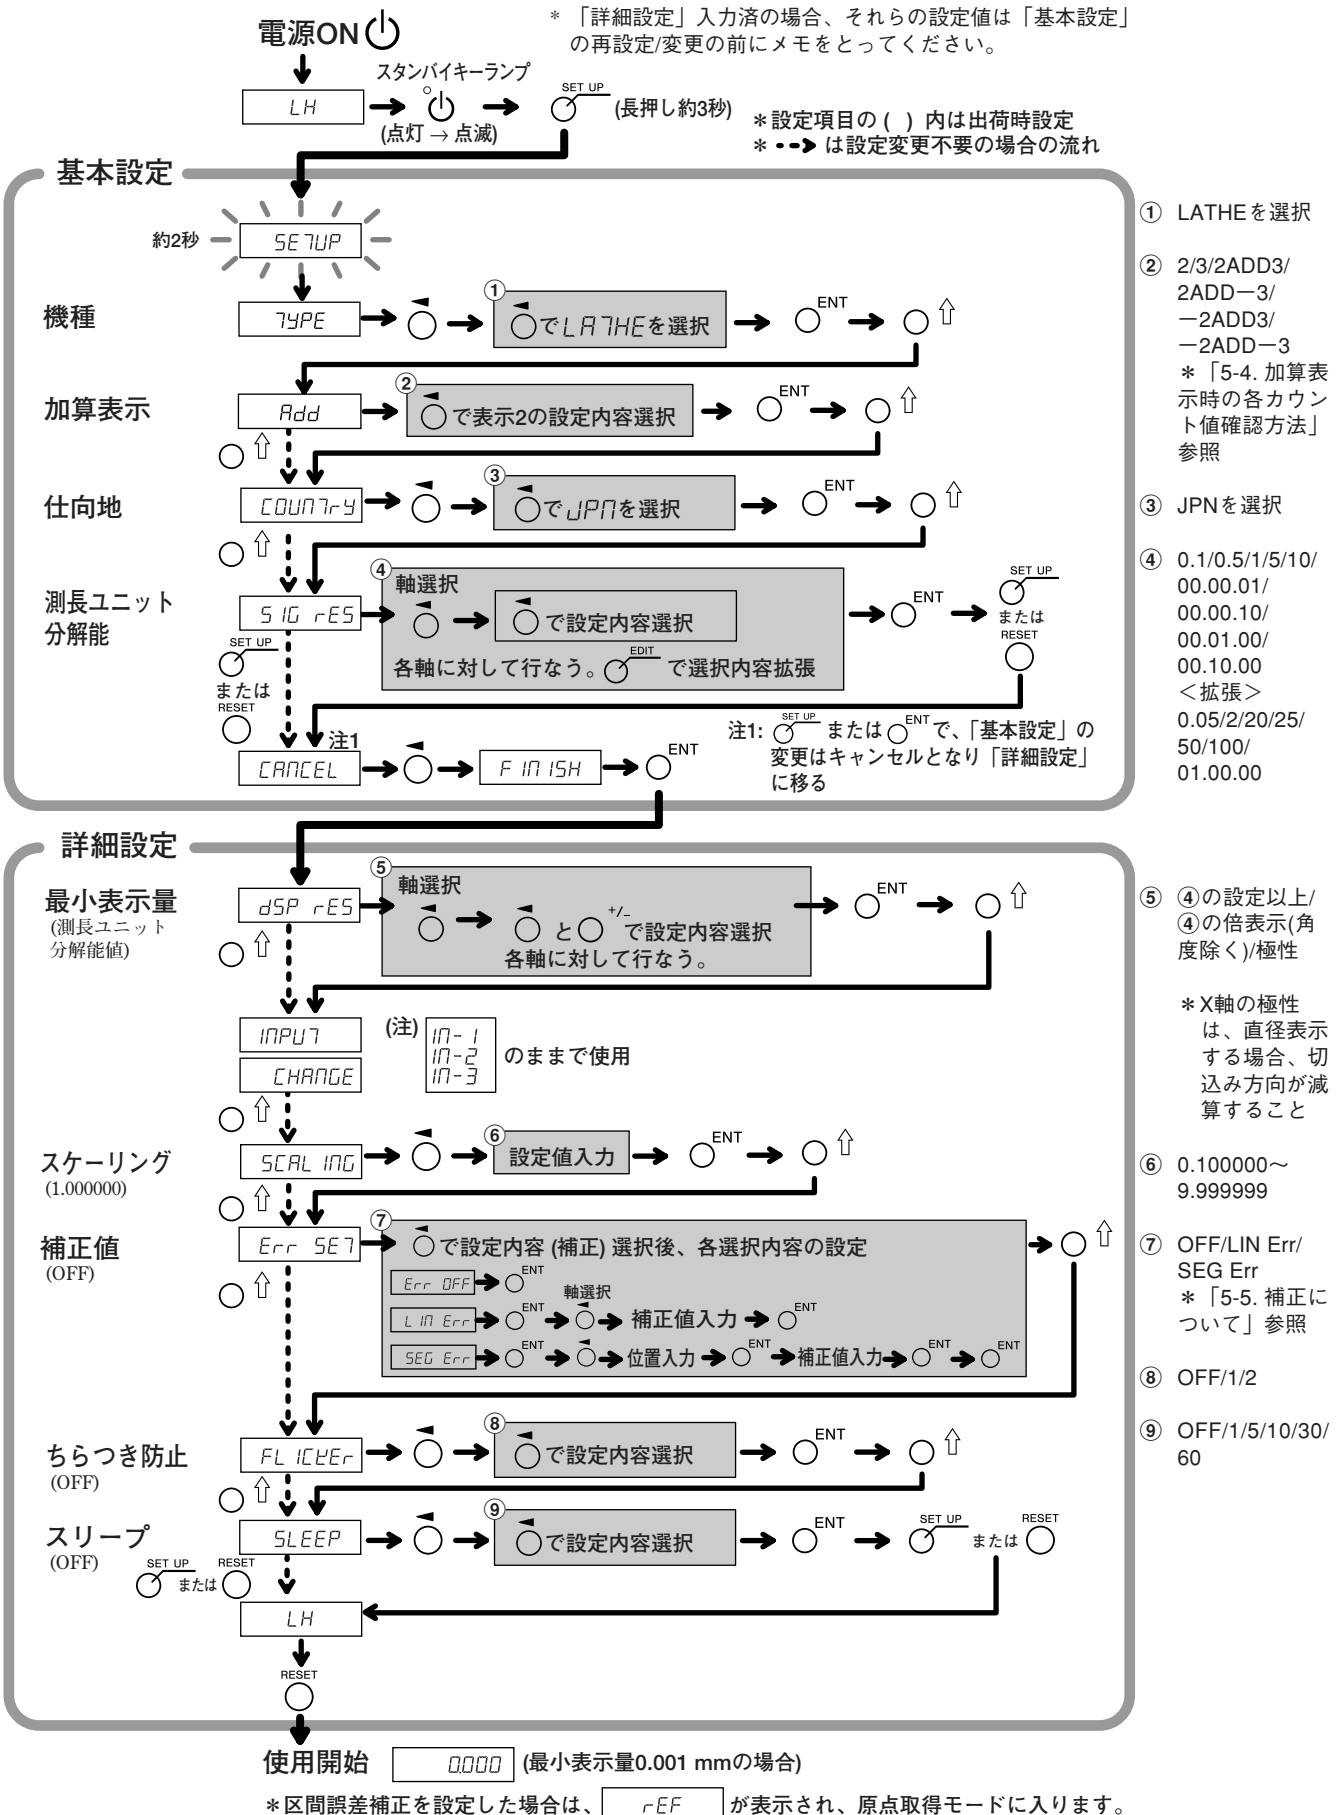 * 「詳細設定」入力済の場合、それらの設定値は「基本設定」
の再設定/変更の前にメモをとってください。
電源ON
スタンバイキーランプ
LH
(点灯 → 点滅)
SET UP
(長押し約3秒)
＊設定項目の (   ) 内は出荷時設定
＊ は設定変更不要の場合の流れ
基本設定
約2秒
SETUP
機種
TYPE
①
でLATHEを選択
ENT
加算表示
Add
②
で表示2の設定内容選択
ENT
仕向地
COUNTrY
③
でJPNを選択
ENT
測長ユニット
分解能
SIG rES
④
軸選択
で設定内容選択
各軸に対して行なう。 EDIT で選択内容拡張
ENT
SET UP
または
RESET
SET UP
または
RESET
注1
CANCEL
FINISH
ENT
注1: SET UP または ENT で、「基本設定」の
変更はキャンセルとなり「詳細設定」
に移る
① LATHEを選択
② 2/3/2ADD3/
2ADD－3/
－2ADD3/
－2ADD－3
＊「5-4. 加算表
示時の各カウン
ト値確認方法」
参照
③ JPNを選択
④ 0.1/0.5/1/5/10/
00.00.01/
00.00.10/
00.01.00/
00.10.00
＜拡張＞
0.05/2/20/25/
50/100/
01.00.00
詳細設定
最小表示量
(測長ユニット
分解能値)
dSP rES
⑤
軸選択
と +/- で設定内容選択
各軸に対して行なう。
ENT
INPUT
CHANGE
(注)
IN-1
IN-2
IN-3
のままで使用
スケーリング
(1.000000)
SCALING
⑥
設定値入力
ENT
補正値
(OFF)
Err SET
⑦
で設定内容 (補正) 選択後、各選択内容の設定
Err OFF
ENT
軸選択
LIN Err
ENT
補正値入力
ENT
SEG Err
ENT
位置入力
ENT
補正値入力
ENT
ENT
ちらつき防止
(OFF)
FLICKEr
⑧
で設定内容選択
ENT
スリープ
(OFF)
SLEEP
⑨
で設定内容選択
ENT
SET UP
または
RESET
SET UP
または
RESET
LH
RESET
⑤ ④の設定以上/
④の倍表示(角
度除く)/極性
＊X軸の極性
は、直径表示
する場合、切
込み方向が減
算すること
⑥ 0.100000～
9.999999
⑦ OFF/LIN Err/
SEG Err
＊「5-5. 補正に
ついて」参照
⑧ OFF/1/2
⑨ OFF/1/5/10/30/
60
使用開始
0.000
(最小表示量0.001 mmの場合)
＊区間誤差補正を設定した場合は、 rEF が表示され、原点取得モードに入ります。